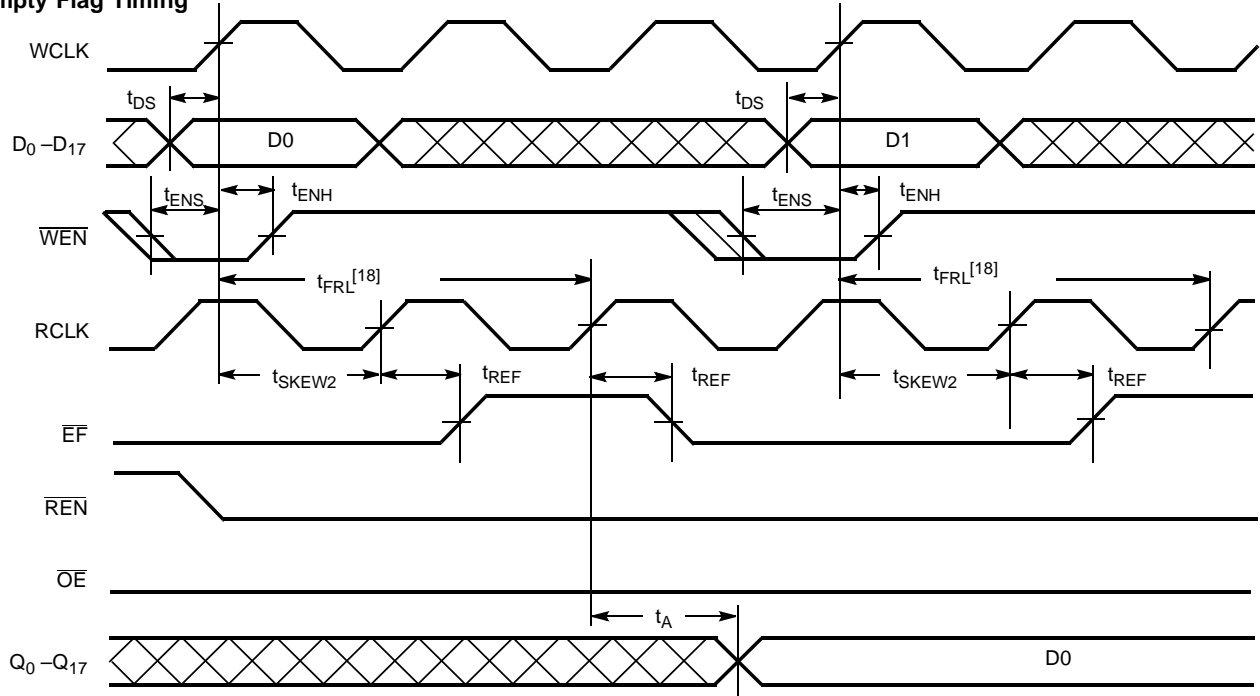 mpty Flag Timing
WCLK
tDS tDS
D0 –D17 D0 D1
tENS tENH tENS tENH
WEN
tFRL[18] tFRL[18]
RCLK
tSKEW2 tREF tREF tSKEW2 tREF
EF
REN
OE
tA
Q0 –Q17 D0